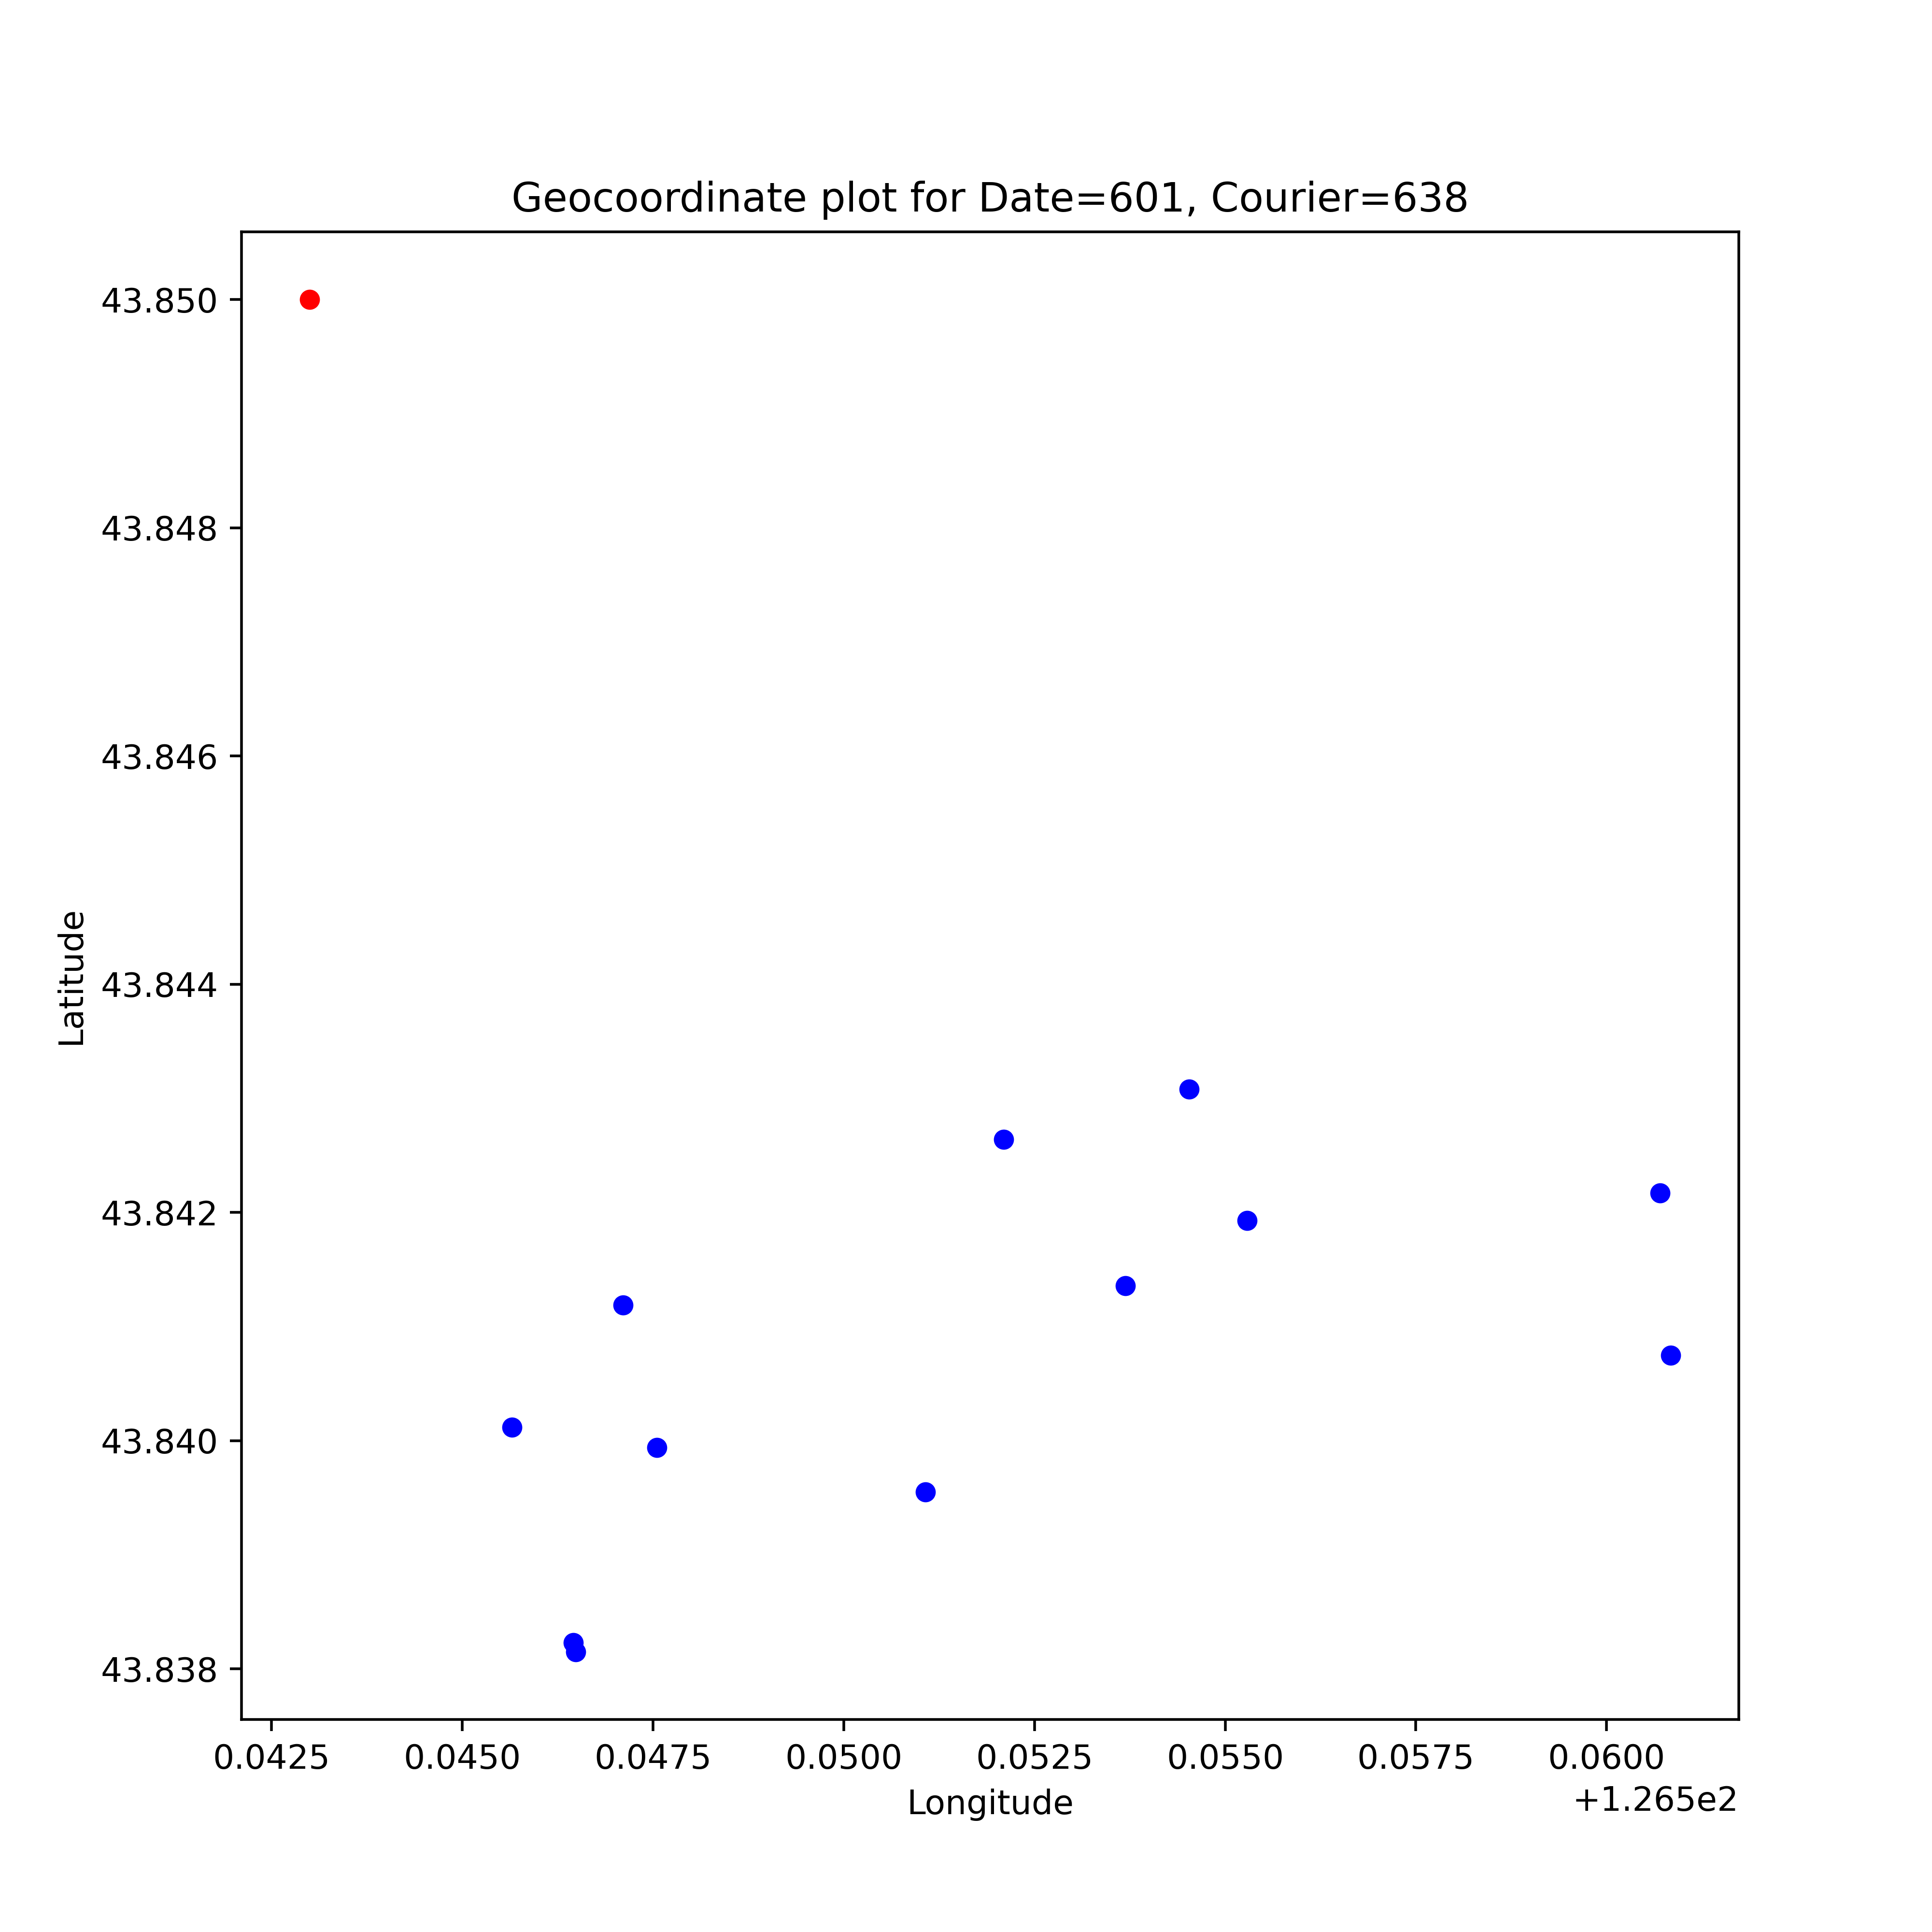 Geocoordinate plot for Date=601, Courier=638
43.850
43.848
43.846
43.844
43.842
43.840
43.838
Latitude
0.0425 0.0450 0.0475 0.0500 0.0525 0.0550 0.0575 0.0600
+1.265e2
Longitude